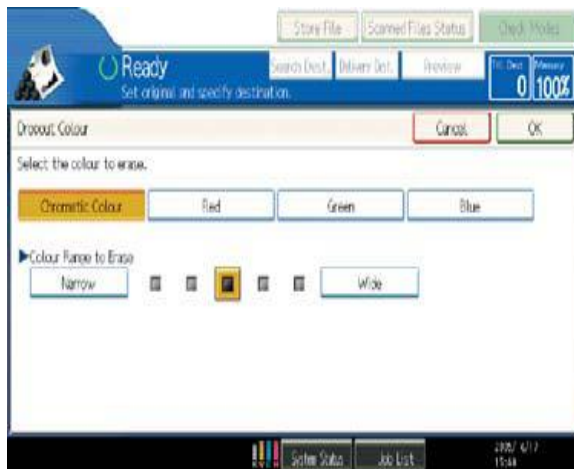 Store File Scanned Files Status Check Modes
Ready
Search Dest. Delivery Dest. Preview
Ttl. Dest. Memory
0 100%
Set original and specify destination.
Dropout Colour Cancel OK
Select the colour to erase.
Chromatic Colour Red Green Blue
▶Colour Range to Erase
Narrow Wide
System Status Job List